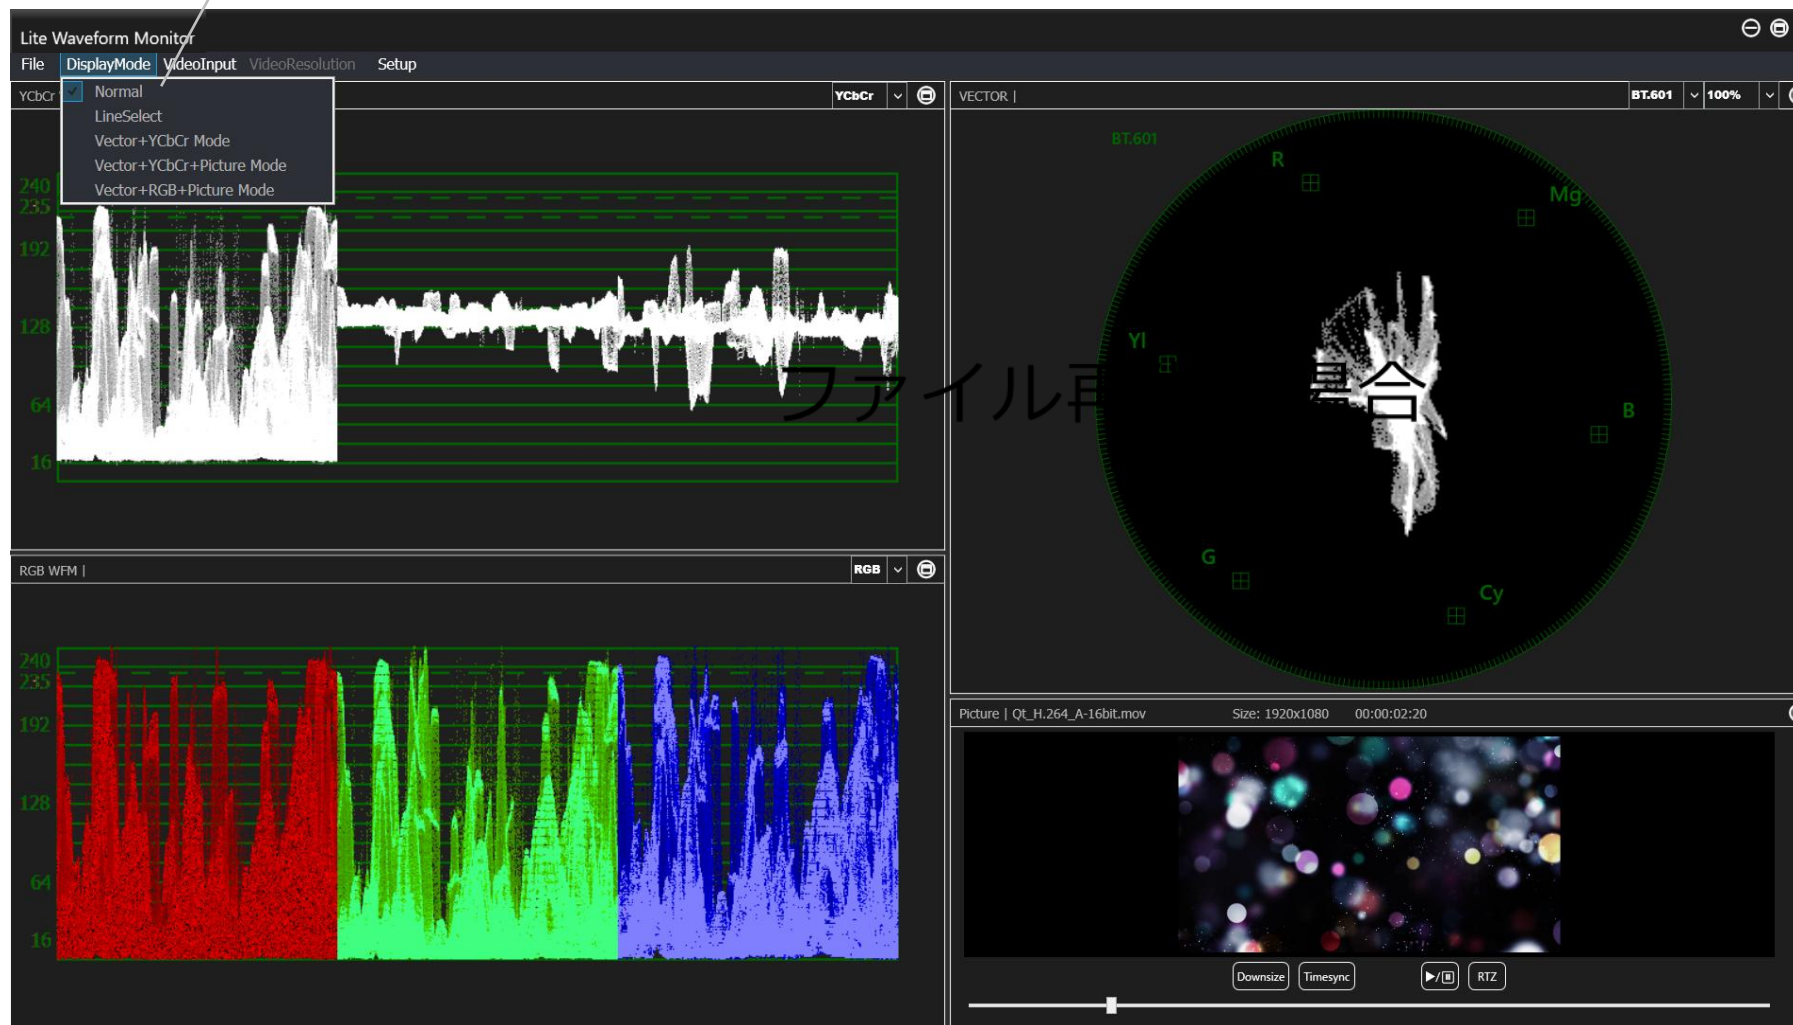 Lite Waveform Monitor
File DisplayMode VideoInput VideoResolution Setup
YCbCr
YCbCr
Normal
LineSelect
Vector+YCbCr Mode
Vector+YCbCr+Picture Mode
Vector+RGB+Picture Mode
240
235
192
128
64
16
VECTOR |
BT.601 100%
BT.601
R
Mg
Yl
B
G
Cy
ファイル再
場合
RGB WFM |
RGB
240
235
192
128
64
16
Picture | Qt_H.264_A-16bit.mov Size: 1920x1080 00:00:02:20
Downsize Timesync RTZ